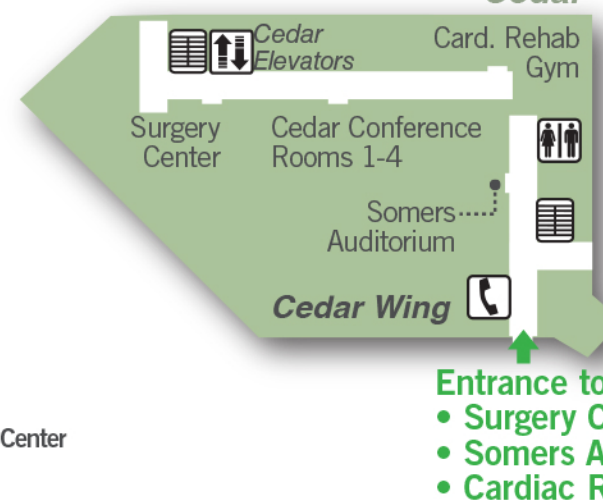 Cedar
Cedar
Elevators
Card. Rehab
Gym
Surgery
Center
Cedar Conference
Rooms 1-4
Somers
Auditorium
Cedar Wing
Entrance to
• Surgery C
• Somers A
• Cardiac R
Center